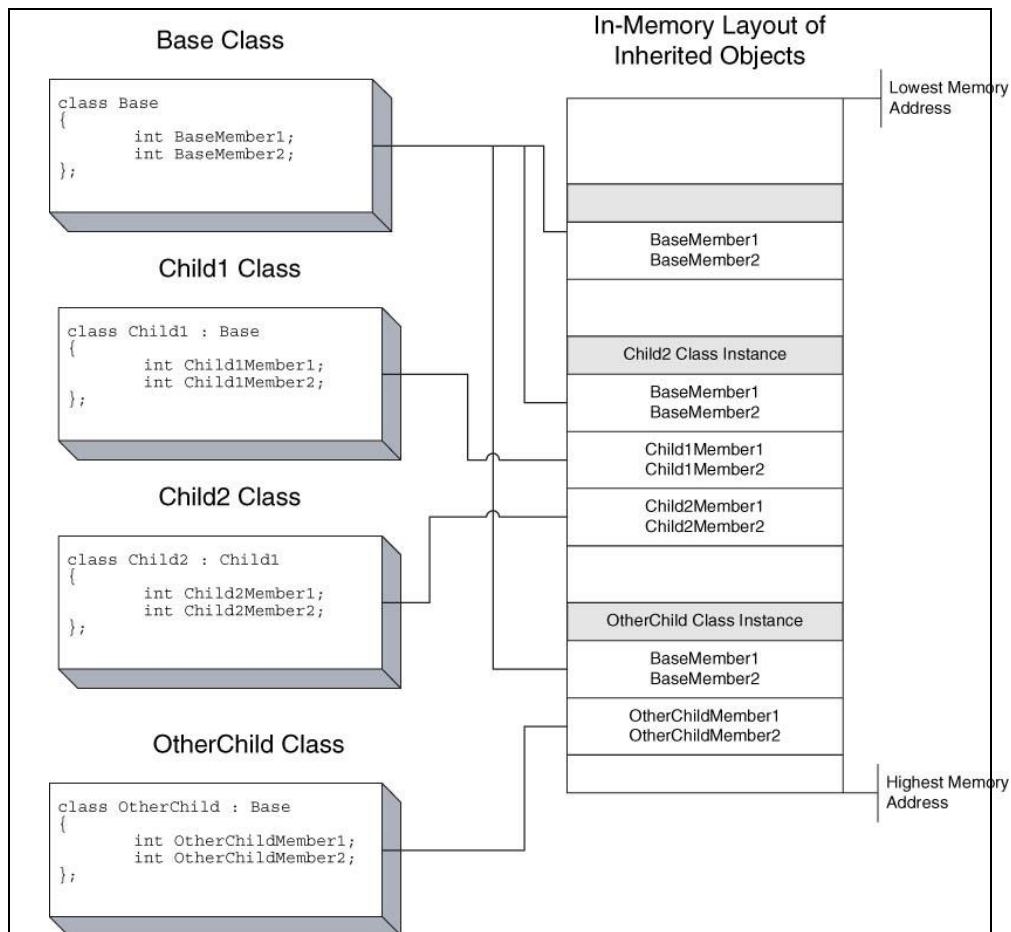 Base Class
class Base
{
int BaseMember1;
int BaseMember2;
};
Child1 Class
class Child1 : Base
{
int Child1Member1;
int Child1Member2;
};
Child2 Class
class Child2 : Child1
{
int Child2Member1;
int Child2Member2;
};
OtherChild Class
class OtherChild : Base
{
int OtherChildMember1;
int OtherChildMember2;
};
In-Memory Layout of
Inherited Objects
Lowest Memory
Address
BaseMember1
BaseMember2
Child2 Class Instance
BaseMember1
BaseMember2
Child1Member1
Child1Member2
Child2Member1
Child2Member2
OtherChild Class Instance
BaseMember1
BaseMember2
OtherChildMember1
OtherChildMember2
Highest Memory
Address